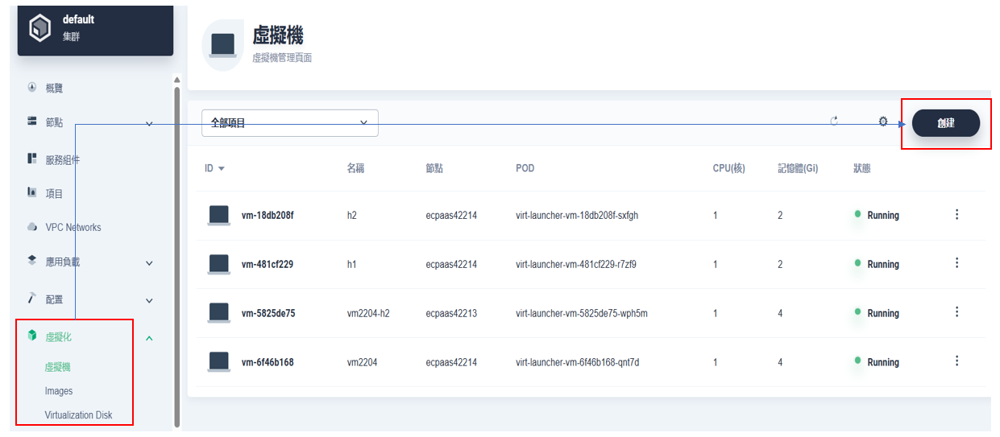 default
集群
概覽
節點
服務組件
項目
VPC Networks
應用負載
配置
虛擬化
虛擬機
Images
Virtualization Disk
虛擬機
虛擬機管理頁面
全部項目
創建
ID 名稱 節點 POD CPU(核) 記憶體(Gi) 狀態
vm-18db208f h2 ecpaas42214 virt-launcher-vm-18db208f-sxfgh 1 2 Running
vm-481cf229 h1 ecpaas42214 virt-launcher-vm-481cf229-r7zf9 1 2 Running
vm-5825de75 vm2204-h2 ecpaas42213 virt-launcher-vm-5825de75-wph5m 1 4 Running
vm-6f46b168 vm2204 ecpaas42214 virt-launcher-vm-6f46b168-qnt7d 1 4 Running